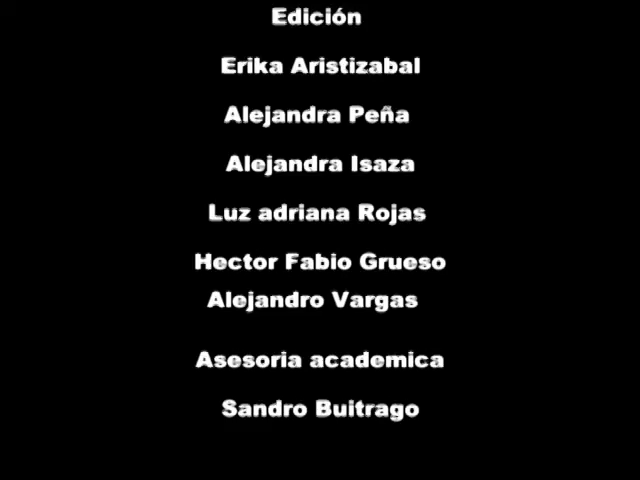 Edición
Erika Aristizabal
Alejandra Peña
Alejandra Isaza
Luz adriana Rojas
Hector Fabio Grueso
Alejandro Vargas
Asesoria academica
Sandro Buitrago